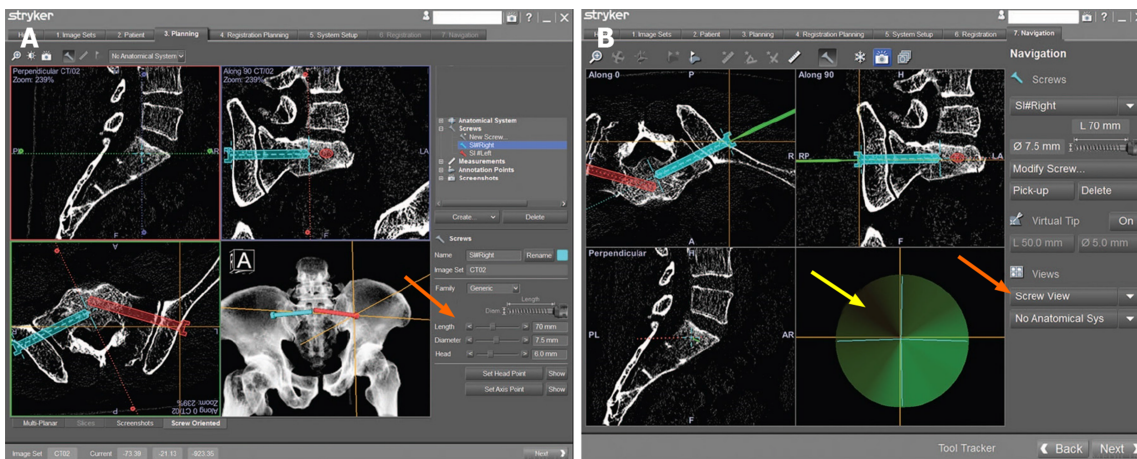 stryker
A
1. Image Sets
2. Patient
3. Planning
4. Registration Planning
5. System Setup
6. Registration
7. Navigation
No Anatomical System
Perpendicular CT/02
Zoom: 239%
Along 90 CT/02
Zoom: 239%
AR
LA
F
F
Anatomical System
Screws
New Screw...
SI#Right
SI #Left
Measurements
Annotation Points
Screenshots
Create...
Delete
Screws
Name
SI#Right
Rename
Image Set
CT02
Family
Generic
Length
Diam.
Length
70 mm
Diameter
7.5 mm
Head
6.0 mm
Set Head Point
Show
Set Axis Point
Show
A
A
P
Along 0 CT/02
Zoom: 239%
Multi-Planar
Slices
Screenshots
Screw Oriented
Image Set
CT02
Current
-73.39
-21.13
-923.35
Next
stryker
B
1. Image Sets
2. Patient
3. Planning
4. Registration Planning
5. System Setup
6. Registration
7. Navigation
Along 0
P
R
A
Along 90
H
RP
LA
F
Perpendicular
H
PL
AR
F
Navigation
Screws
SI#Right
L 70 mm
Ø 7.5 mm
Modify Screw...
Pick-up
Delete
Virtual Tip
On
L 50.0 mm
Ø 5.0 mm
Views
Screw View
No Anatomical Sys
Tool Tracker
Back
Next